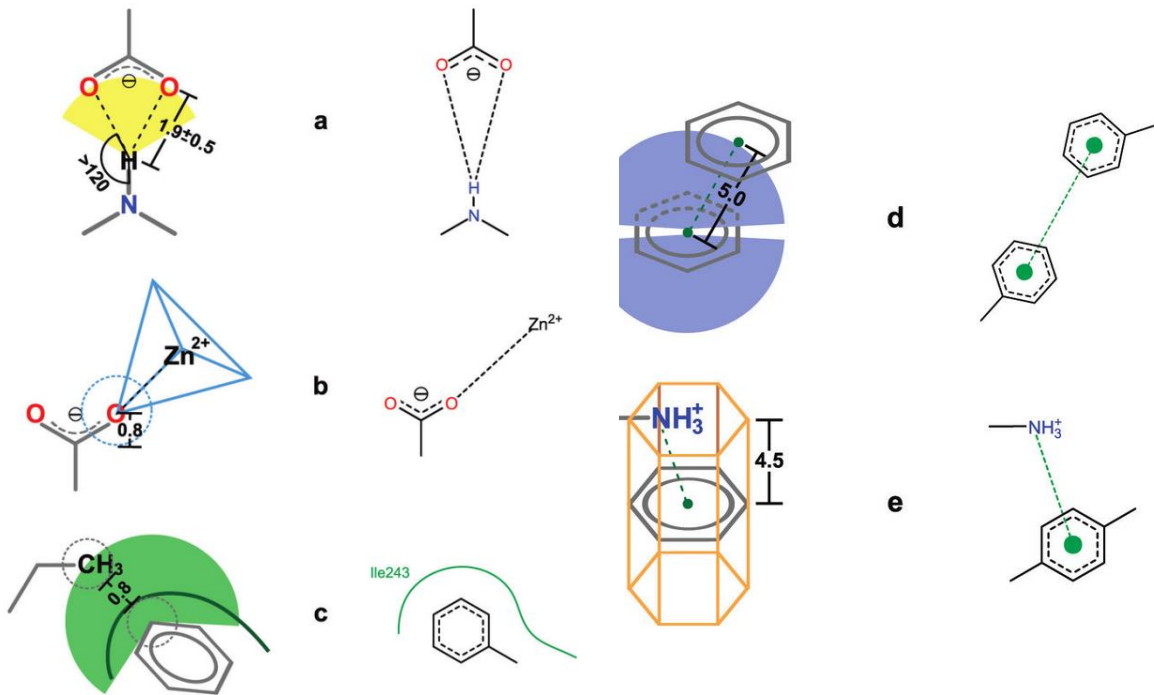 O
⊖
O
1.9±0.5
H
>120
N
a
O
⊖
O
H
N
Zn²⁺
O
⊖
O
0.8
b
Zn²⁺
⊖
O
O
CH₃
0.8
c
Ile243
5.0
d
NH₃⁺
4.5
e
NH₃⁺